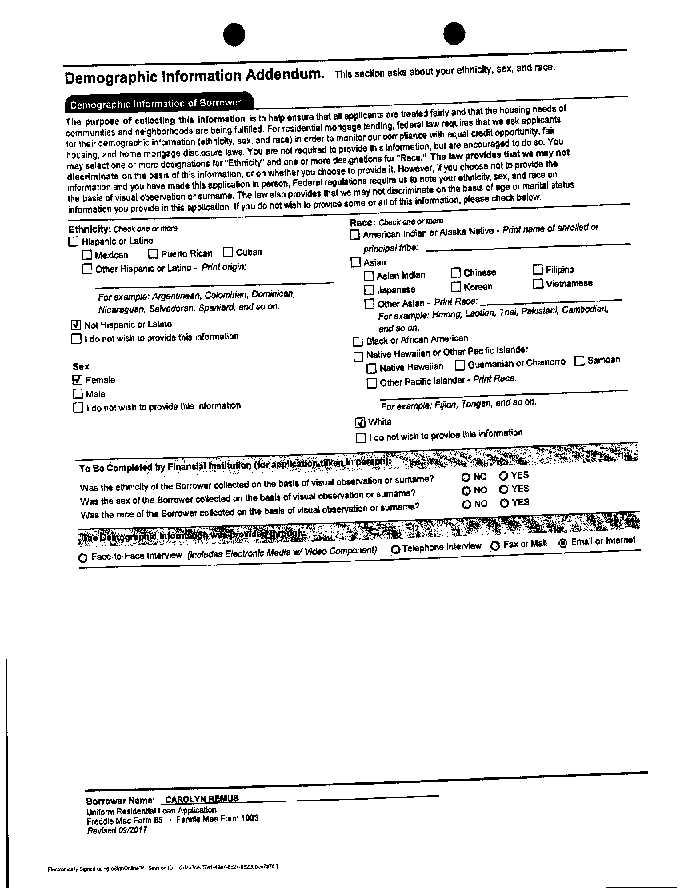 Demographic Information Addendum. This section asks about your ethnicity, sex, and race.
Demographic Information of Borrower
The purpose of collecting this information is to help ensure that all applicants are treated fairly and that the housing needs of
communities and neighborhoods are being fulfilled. For residential mortgage lending, federal law requires that we ask applicants
for their demographic information (ethnicity, sex, and race) in order to monitor our compliance with equal credit opportunity, fair
housing, and home mortgage disclosure laws. You are not required to provide this information, but are encouraged to do so. You
may select one or more designations for "Ethnicity" and one or more designations for "Race." The law provides that we may not
discriminate on the basis of this information, or on whether you choose to provide it. However, if you choose not to provide the
information and you have made this application in person, Federal regulations require us to note your ethnicity, sex, and race on
the basis of visual observation or surname. The law also provides that we may not discriminate on the basis of age or marital status
information you provide in this application. If you do not wish to provide some or all of this information, please check below.
Ethnicity: Check one or more
Hispanic or Latino
Mexican Puerto Rican Cuban
Other Hispanic or Latino - Print origin:
For example: Argentinean, Colombian, Dominican,
Nicaraguan, Salvadoran, Spaniard, and so on.
Not Hispanic or Latino
I do not wish to provide this information
Sex
Female
Male
I do not wish to provide this information
Race: Check one or more
American Indian or Alaska Native - Print name of enrolled or
principal tribe:
Asian
Asian Indian Chinese Filipino
Japanese Korean Vietnamese
Other Asian - Print Race:
For example: Hmong, Laotian, Thai, Pakistani, Cambodian,
and so on.
Black or African American
Native Hawaiian or Other Pacific Islander
Native Hawaiian Guamanian or Chamorro Samoan
Other Pacific Islander - Print Race.
For example: Fijian, Tongan, and so on.
White
I do not wish to provide this information
To Be Completed by Financial Institution (for application taken in person):
Was the ethnicity of the Borrower collected on the basis of visual observation or surname? NO YES
Was the sex of the Borrower collected on the basis of visual observation or surname? NO YES
Was the race of the Borrower collected on the basis of visual observation or surname? NO YES
The Demographic Information was provided through:
Face-to-Face Interview (includes Electronic Media w/ Video Component) Telephone Interview Fax or Mail Email or Internet
Borrower Name: CAROLYN REMUS
Uniform Residential Loan Application
Freddie Mac Form 65 · Fannie Mae Form 1003
Revised 09/2017
Electronically Signed using eSignOnline™